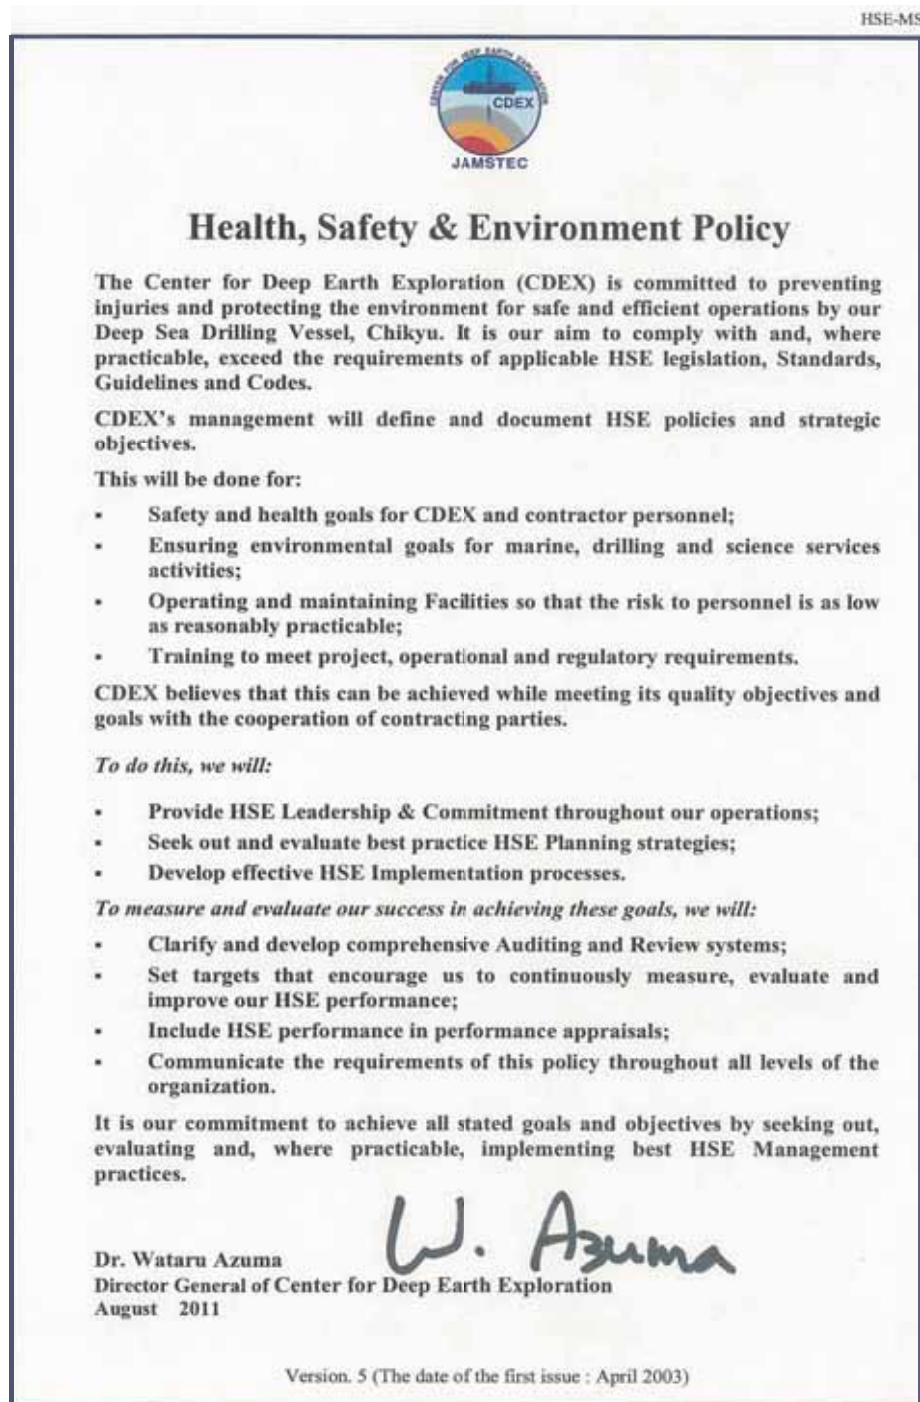 HSE-MS
CENTER FOR DEEP EARTH EXPLORATION
CDEX
JAMSTEC
Health, Safety & Environment Policy
The Center for Deep Earth Exploration (CDEX) is committed to preventing
injuries and protecting the environment for safe and efficient operations by our
Deep Sea Drilling Vessel, Chikyu. It is our aim to comply with and, where
practicable, exceed the requirements of applicable HSE legislation, Standards,
Guidelines and Codes.
CDEX's management will define and document HSE policies and strategic
objectives.
This will be done for:
▪ Safety and health goals for CDEX and contractor personnel;
▪ Ensuring environmental goals for marine, drilling and science services
activities;
▪ Operating and maintaining Facilities so that the risk to personnel is as low
as reasonably practicable;
▪ Training to meet project, operational and regulatory requirements.
CDEX believes that this can be achieved while meeting its quality objectives and
goals with the cooperation of contracting parties.
To do this, we will:
▪ Provide HSE Leadership & Commitment throughout our operations;
▪ Seek out and evaluate best practice HSE Planning strategies;
▪ Develop effective HSE Implementation processes.
To measure and evaluate our success in achieving these goals, we will:
▪ Clarify and develop comprehensive Auditing and Review systems;
▪ Set targets that encourage us to continuously measure, evaluate and
improve our HSE performance;
▪ Include HSE performance in performance appraisals;
▪ Communicate the requirements of this policy throughout all levels of the
organization.
It is our commitment to achieve all stated goals and objectives by seeking out,
evaluating and, where practicable, implementing best HSE Management
practices.
W. Azuma
Dr. Wataru Azuma
Director General of Center for Deep Earth Exploration
August 2011
Version. 5 (The date of the first issue : April 2003)